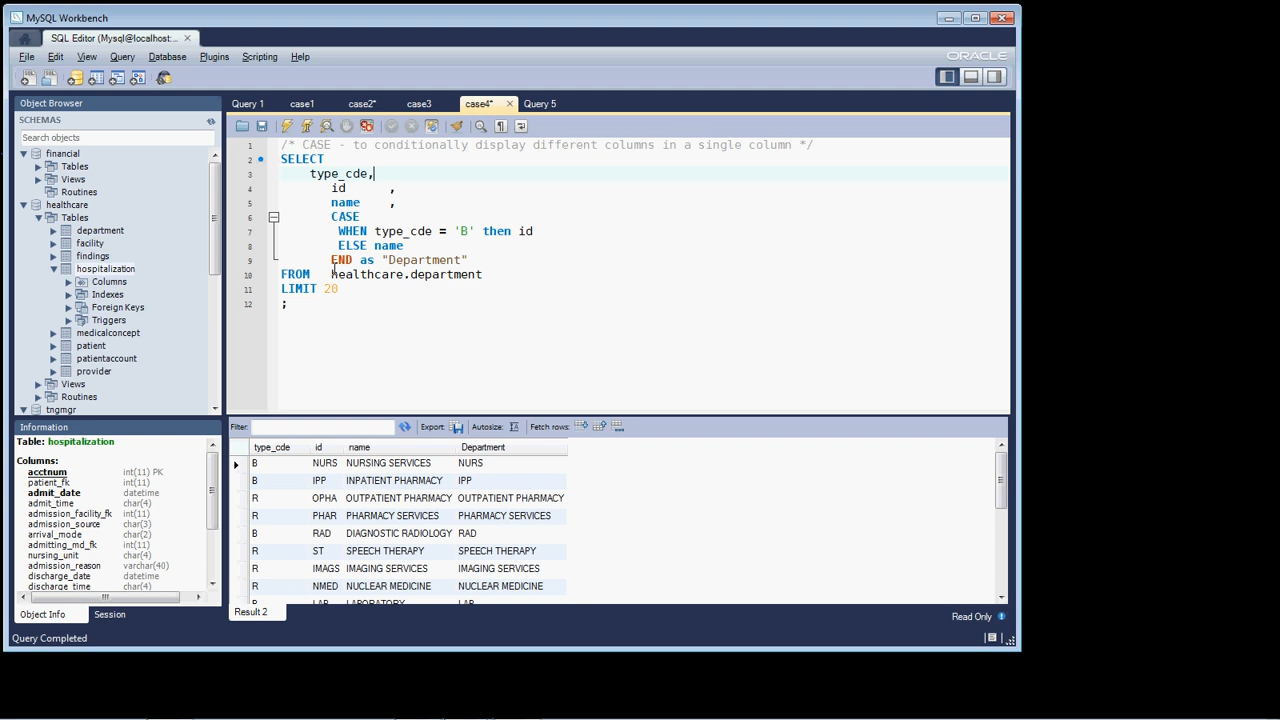 MySQL Workbench
SQL Editor (Mysql@localhost:...
File Edit View Query Database Plugins Scripting Help
ORACLE
Object Browser
SCHEMAS
Search objects
financial
Tables
Views
Routines
healthcare
Tables
department
facility
findings
hospitalization
Columns
Indexes
Foreign Keys
Triggers
medicalconcept
patient
patientaccount
provider
Views
Routines
tngmgr
Information
Table: hospitalization
Columns:
acctnum int(11) PK
patient_fk int(11)
admit_date datetime
admit_time char(4)
admission_facility_fk int(11)
admission_source char(3)
arrival_mode char(2)
admitting_md_fk int(11)
nursing_unit char(4)
admission_reason varchar(40)
discharge_date datetime
discharge_time char(4)
Object Info Session
Query 1 case1 case2* case3 case4* Query 5
1 /* CASE - to conditionally display different columns in a single column */
2 SELECT
3 type_cde,
4 id ,
5 name ,
6 CASE
7 WHEN type_cde = 'B' then id
8 ELSE name
9 END as "Department"
10 FROM healthcare.department
11 LIMIT 20
12 ;
Filter: Export: Autosize: Fetch rows:
type_cde id name Department
B NURS NURSING SERVICES NURS
B IPP INPATIENT PHARMACY IPP
R OPHA OUTPATIENT PHARMACY OUTPATIENT PHARMACY
R PHAR PHARMACY SERVICES PHARMACY SERVICES
B RAD DIAGNOSTIC RADIOLOGY RAD
R ST SPEECH THERAPY SPEECH THERAPY
R IMAGS IMAGING SERVICES IMAGING SERVICES
R NMED NUCLEAR MEDICINE NUCLEAR MEDICINE
B LAB LABORATORY LAB
Result 2
Read Only
Query Completed